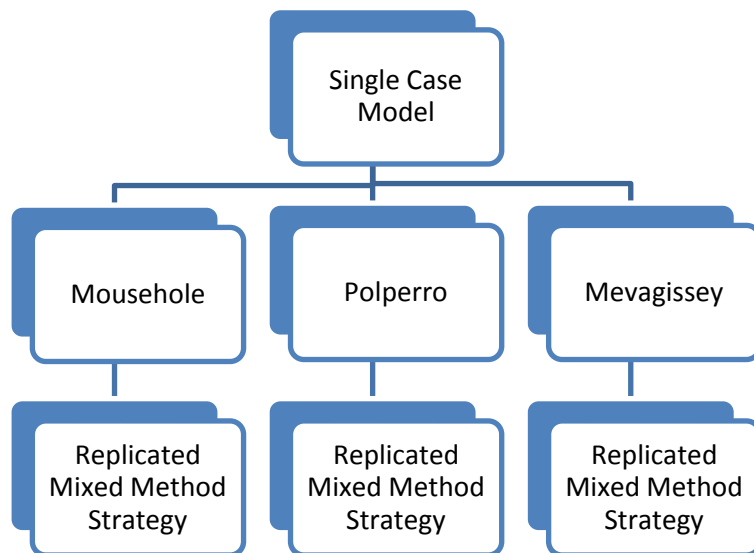 Single Case
Model
Mousehole
Polperro
Mevagissey
Replicated
Mixed Method
Strategy
Replicated
Mixed Method
Strategy
Replicated
Mixed Method
Strategy